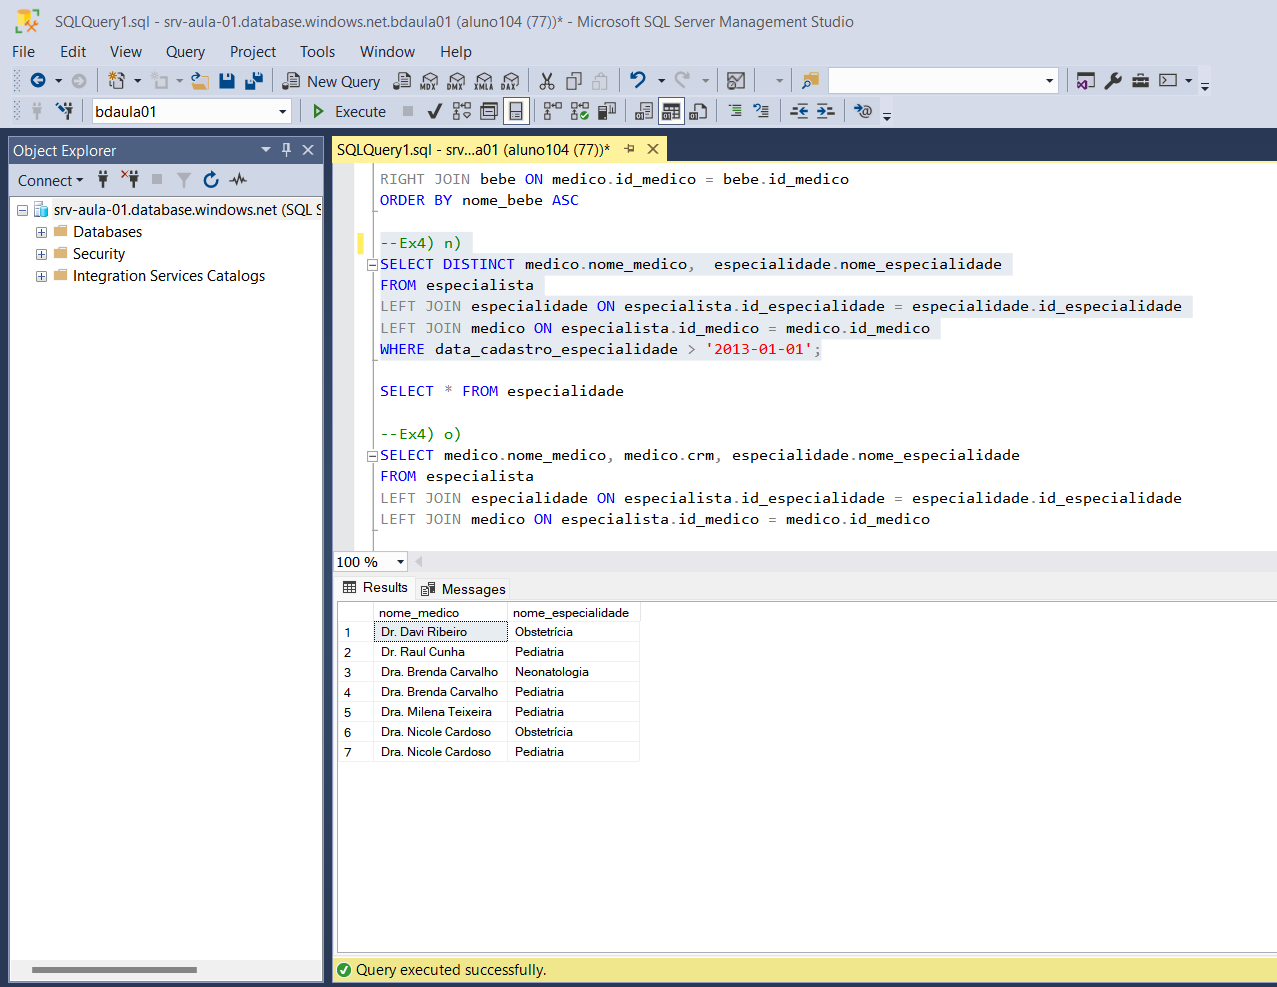 SQLQuery1.sql - srv-aula-01.database.windows.net.bdaula01 (aluno104 (77))* - Microsoft SQL Server Management Studio
File Edit View Query Project Tools Window Help
New Query MDX DMX XMLA DAX
bdaula01 Execute
Object Explorer
SQLQuery1.sql - srv...a01 (aluno104 (77))*
Connect
srv-aula-01.database.windows.net (SQL S
Databases
Security
Integration Services Catalogs
RIGHT JOIN bebe ON medico.id_medico = bebe.id_medico
ORDER BY nome_bebe ASC
--Ex4) n)
SELECT DISTINCT medico.nome_medico,  especialidade.nome_especialidade
FROM especialista
LEFT JOIN especialidade ON especialista.id_especialidade = especialidade.id_especialidade
LEFT JOIN medico ON especialista.id_medico = medico.id_medico
WHERE data_cadastro_especialidade > '2013-01-01';
SELECT * FROM especialidade
--Ex4) o)
SELECT medico.nome_medico, medico.crm, especialidade.nome_especialidade
FROM especialista
LEFT JOIN especialidade ON especialista.id_especialidade = especialidade.id_especialidade
LEFT JOIN medico ON especialista.id_medico = medico.id_medico
100 %
Results Messages
nome_medico nome_especialidade
1 Dr. Davi Ribeiro Obstetrícia
2 Dr. Raul Cunha Pediatria
3 Dra. Brenda Carvalho Neonatologia
4 Dra. Brenda Carvalho Pediatria
5 Dra. Milena Teixeira Pediatria
6 Dra. Nicole Cardoso Obstetrícia
7 Dra. Nicole Cardoso Pediatria
Query executed successfully.